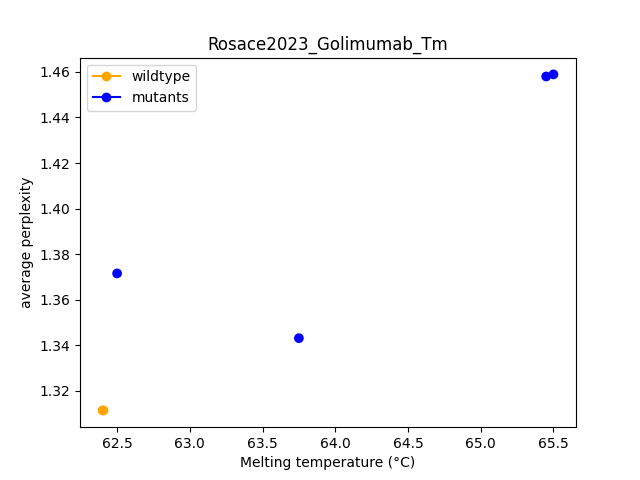 Rosace2023_Golimumab_Tm
wildtype
mutants
average perplexity
1.46
1.44
1.42
1.40
1.38
1.36
1.34
1.32
62.5 63.0 63.5 64.0 64.5 65.0 65.5
Melting temperature (°C)